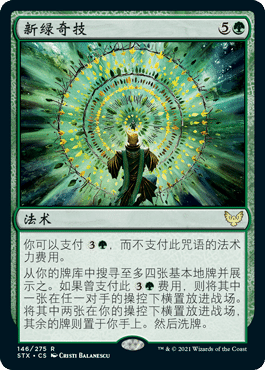 新绿奇技 5
法术
你可以支付 3 ，而不支付此咒语的法术
力费用。
从你的牌库中搜寻至多四张基本地牌并展
示之。如果曾支付此 3 费用，则将其中
一张在任一对手的操控下横置放进战场。
将其中两张在你的操控下横置放进战场，
其余的牌则置于你手上。然后洗牌。
146/275 R
STX • CS CRISTI BALANESCU
™ & © 2021 Wizards of the Coast